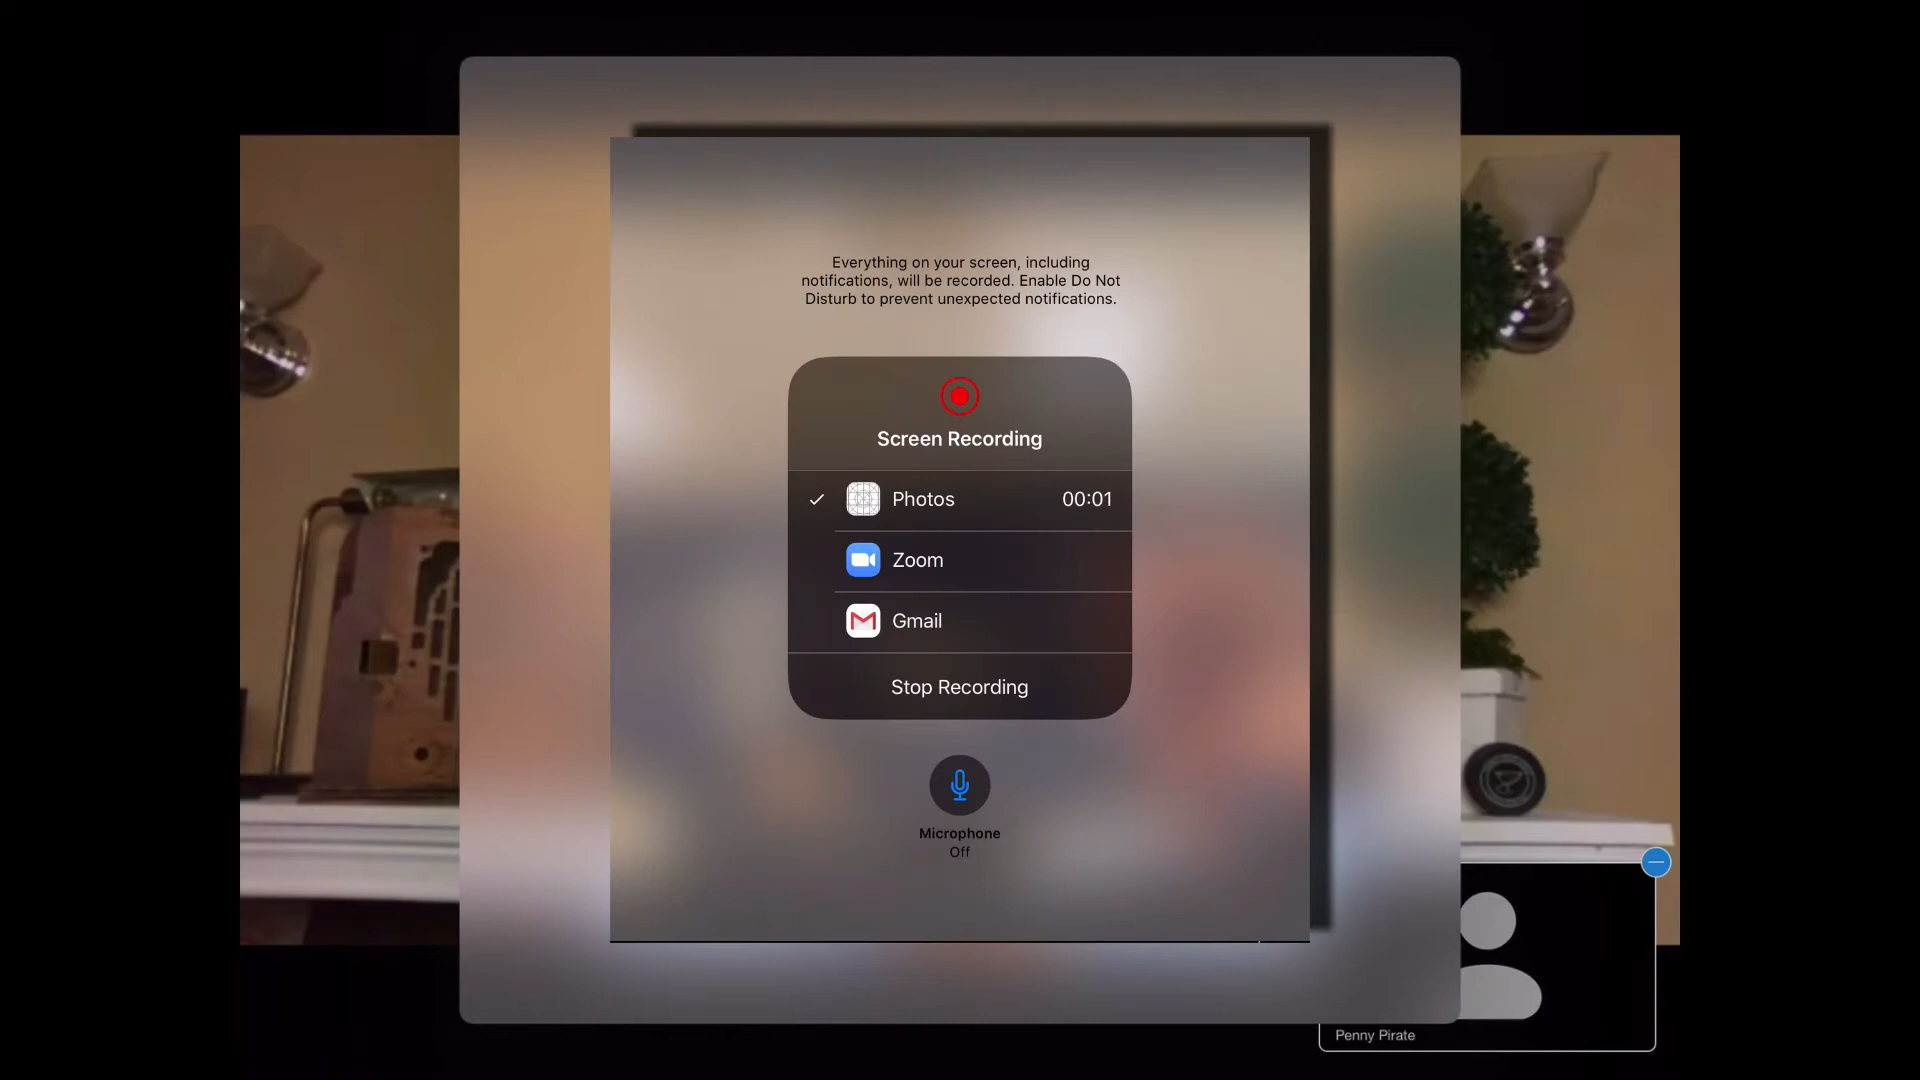 Everything on your screen, including
notifications, will be recorded. Enable Do Not
Disturb to prevent unexpected notifications.
Screen Recording
Photos 00:01
Zoom
Gmail
Stop Recording
Microphone
Off
Penny Pirate